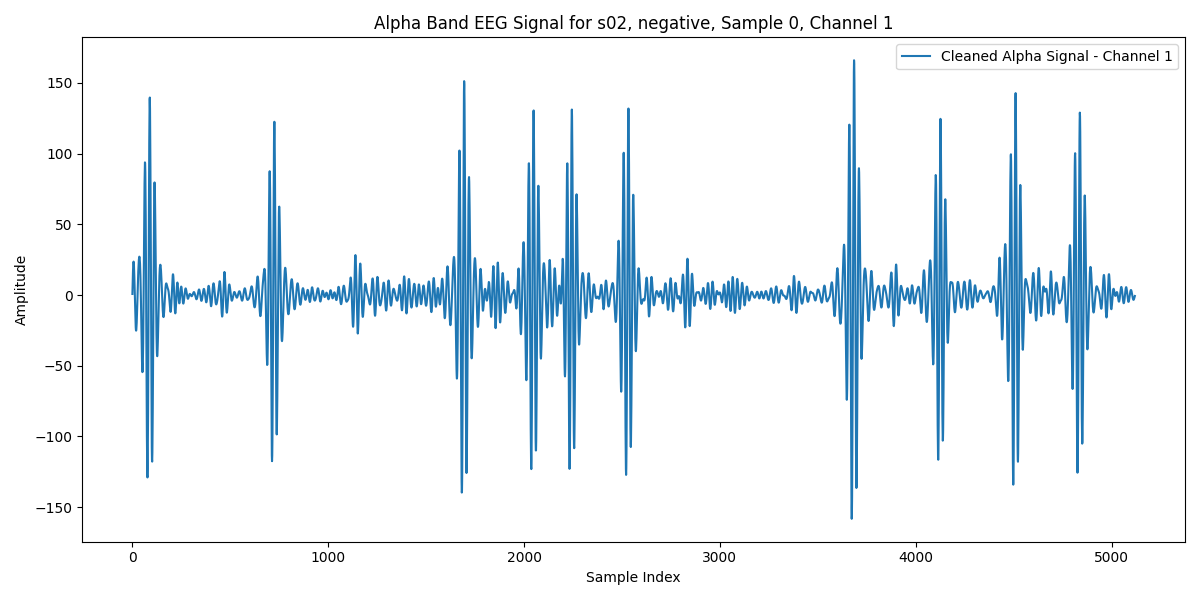 Alpha Band EEG Signal for s02, negative, Sample 0, Channel 1
Cleaned Alpha Signal - Channel 1
Amplitude
150
100
50
0
−50
−100
−150
0 1000 2000 3000 4000 5000
Sample Index